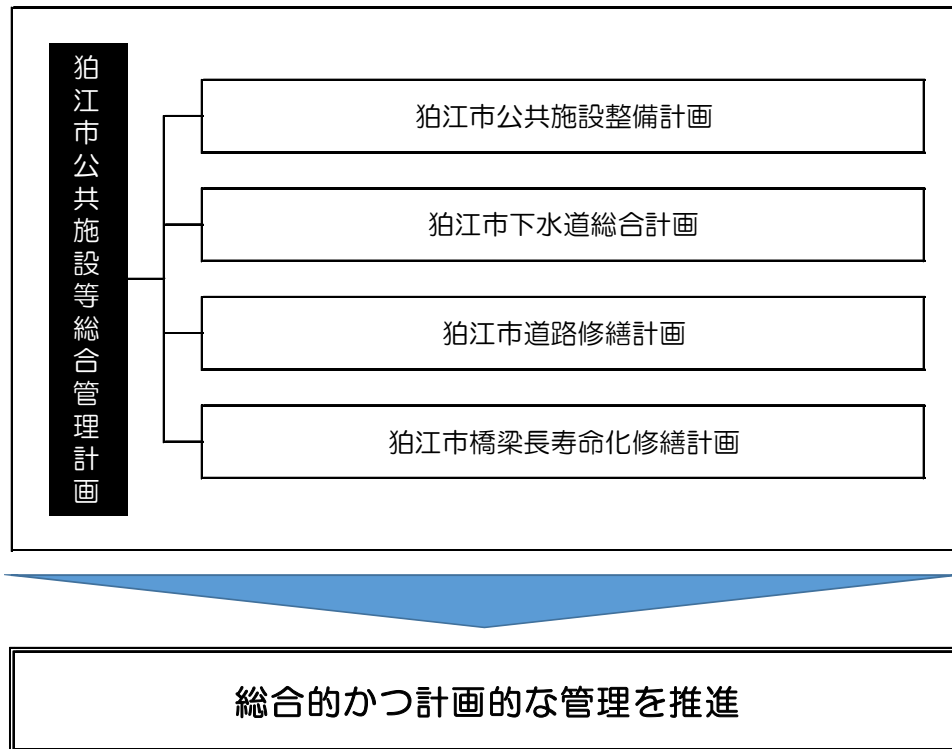 狛江市公共施設等総合管理計画
狛江市公共施設整備計画
狛江市下水道総合計画
狛江市道路修繕計画
狛江市橋梁長寿命化修繕計画
総合的かつ計画的な管理を推進